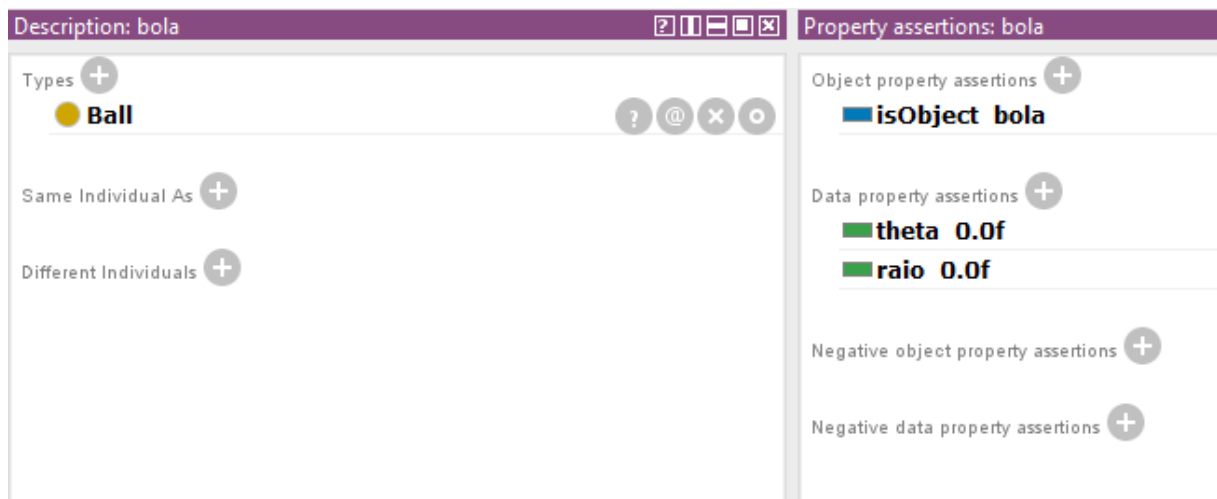 Description: bola
Types
Ball
Same Individual As
Different Individuals
Property assertions: bola
Object property assertions
isObject bola
Data property assertions
theta 0.0f
raio 0.0f
Negative object property assertions
Negative data property assertions